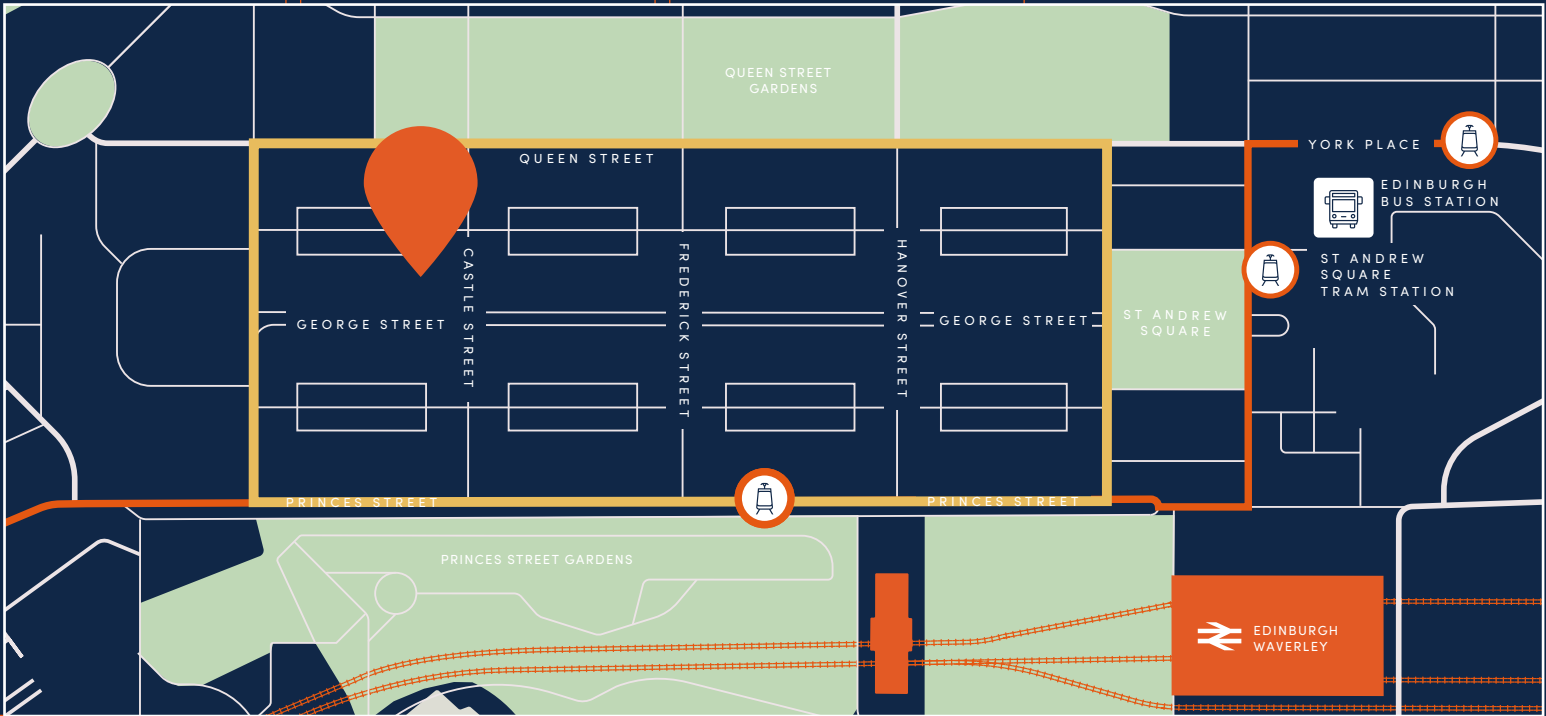 QUEEN STREET
GARDENS
YORK PLACE
QUEEN STREET
EDINBURGH
BUS STATION
CASTLE STREET
FREDERICK STREET
HANOVER STREET
ST ANDREW
SQUARE
TRAM STATION
GEORGE STREET
GEORGE STREET
ST ANDREW
SQUARE
PRINCES STREET
PRINCES STREET
PRINCES STREET GARDENS
EDINBURGH
WAVERLEY